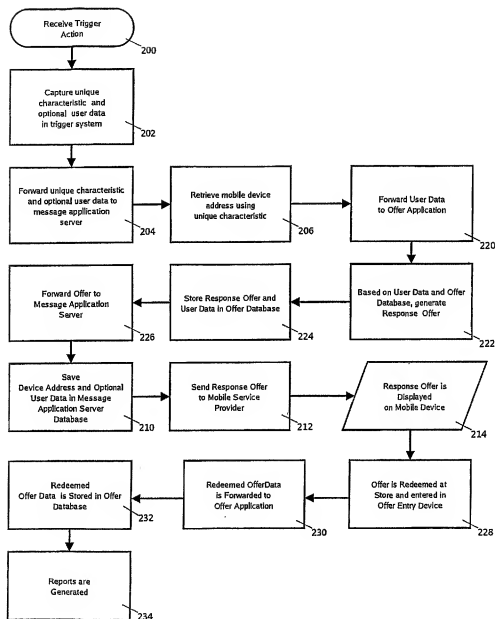 Receive Trigger
Action
200
Capture unique
characteristic and
optional user data
in trigger system
202
Forward unique characteristic
and optional user data to
message application
server
204
Retrieve mobile device
address using
unique characteristic
206
Forward User Data
to Offer Application
220
Based on User Data and Offer
Database, generate
Response Offer
222
Store Response Offer and
User Data in Offer Database
224
Forward Offer to
Message Application
Server
226
Save
Device Address and Optional
User Data in Message
Application Server
Database
210
Send Response Offer
to Mobile Service
Provider
212
Response Offer is
Displayed
on Mobile Device
214
Offer is Redeemed at
Store and entered in
Offer Entry Device
228
Redeemed OfferData
is Forwarded to
Offer Application
230
Redeemed
Offer Data is Stored in Offer
Database
232
Reports are
Generated
234